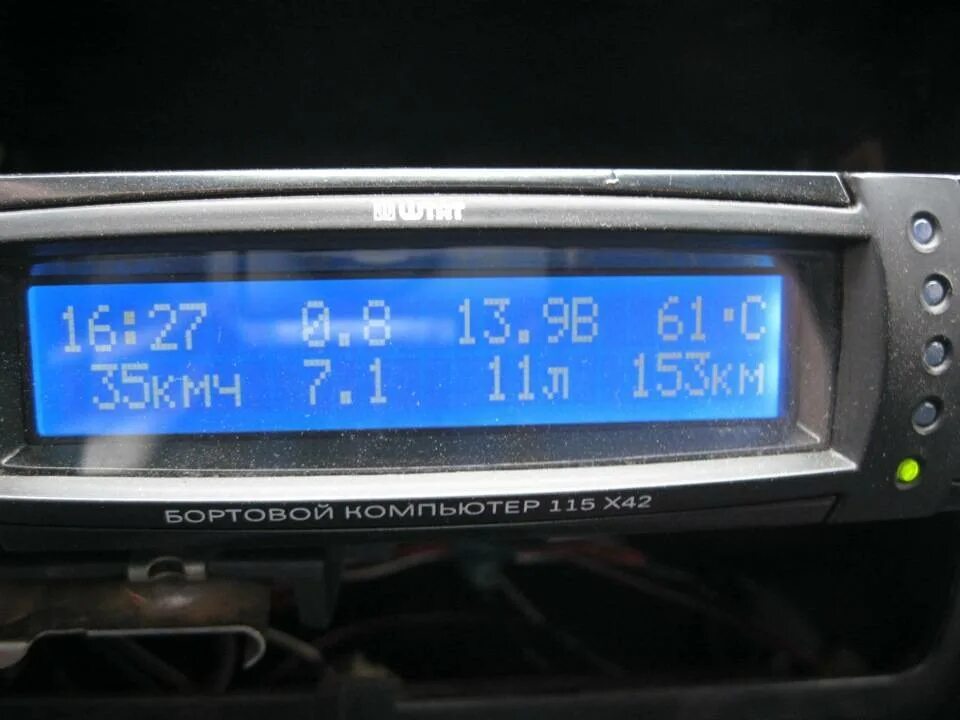 ШТАТ
16:27 0.8 13.9В 61°С
35кмч 7.1 11л 153км
БОРТОВОЙ КОМПЬЮТЕР 115 Х42